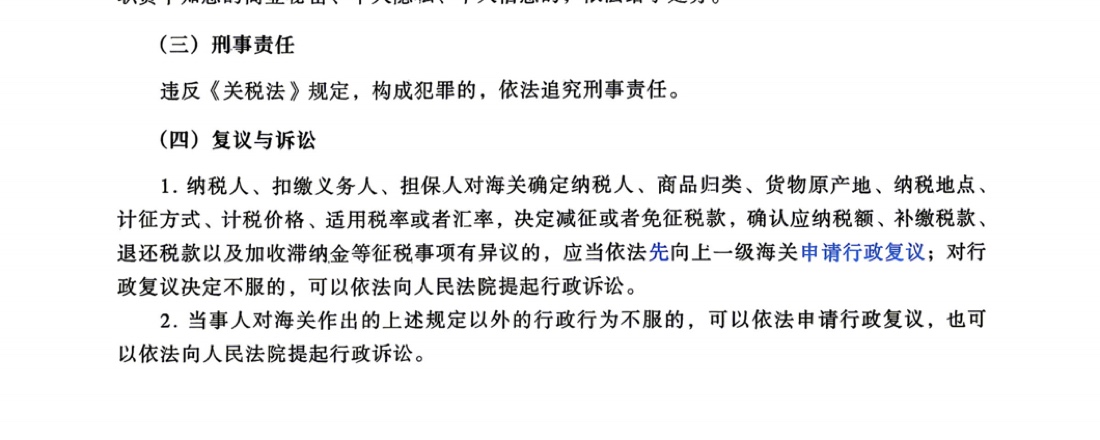 （三）刑事责任
违反《关税法》规定，构成犯罪的，依法追究刑事责任。
（四）复议与诉讼
1. 纳税人、扣缴义务人、担保人对海关确定纳税人、商品归类、货物原产地、纳税地点、
计征方式、计税价格、适用税率或者汇率，决定减征或者免征税款，确认应纳税额、补缴税款、
退还税款以及加收滞纳金等征税事项有异议的，应当依法先向上一级海关申请行政复议；对行
政复议决定不服的，可以依法向人民法院提起行政诉讼。
2. 当事人对海关作出的上述规定以外的行政行为不服的，可以依法申请行政复议，也可
以依法向人民法院提起行政诉讼。